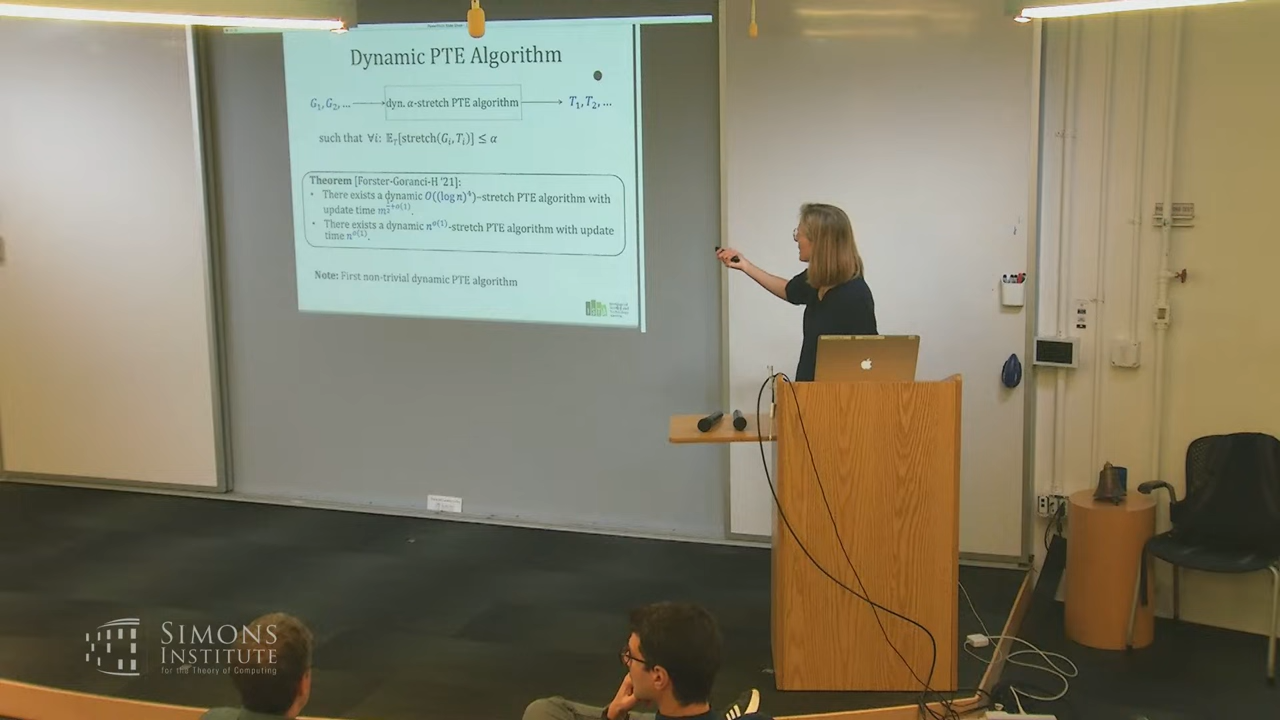 Dynamic PTE Algorithm
G₁, G₂, … dyn. α-stretch PTE algorithm T₁, T₂, …
such that ∀i: 𝔼ₜ[stretch(Gᵢ, Tᵢ)] ≤ α
Theorem [Forster-Goranci-H '21]:
• There exists a dynamic O((log n)⁴)–stretch PTE algorithm with
update time m^{1/2+o(1)}.
• There exists a dynamic n^{o(1)}-stretch PTE algorithm with update
time n^{o(1)}.
Note: First non-trivial dynamic PTE algorithm
SIMONS
INSTITUTE
for the Theory of Computing